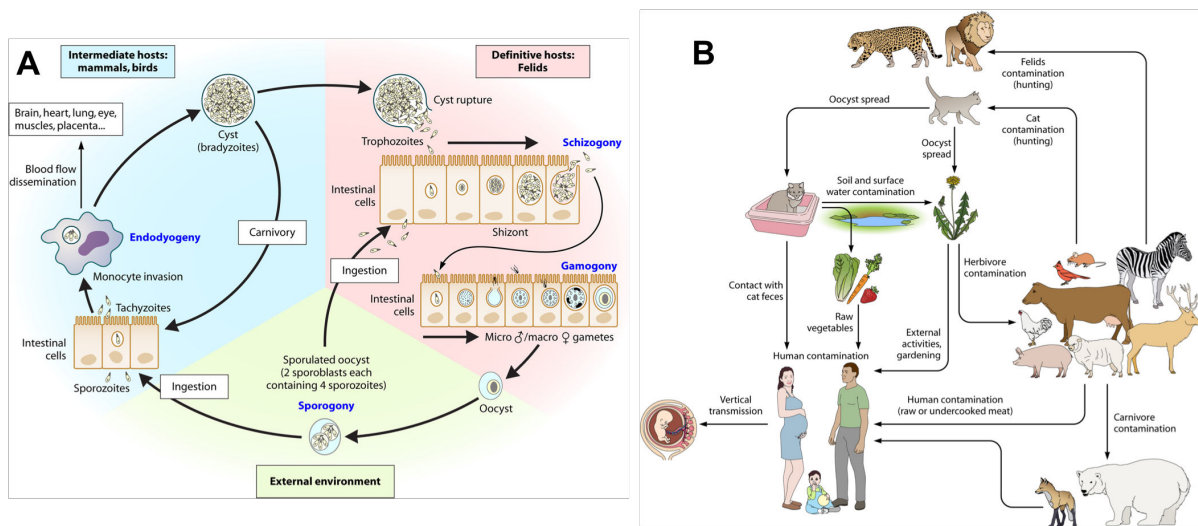 A
Intermediate hosts:
mammals, birds
Definitive hosts:
Felids
Brain, heart, lung, eye,
muscles, placenta...
Cyst
(bradyzoites)
Cyst rupture
Trophozoites
Schizogony
Blood flow
dissemination
Intestinal
cells
Shizont
Endodyogeny
Carnivory
Monocyte invasion
Ingestion
Gamogony
Tachyzoites
Intestinal
cells
Intestinal
cells
Micro ♂/macro ♀ gametes
Sporozoites
Ingestion
Sporulated oocyst
(2 sporoblasts each
containing 4 sporozoites)
Sporogony
Oocyst
External environment
B
Felids
contamination
(hunting)
Oocyst spread
Cat
contamination
(hunting)
Oocyst
spread
Soil and surface
water contamination
Herbivore
contamination
Contact with
cat feces
Raw
vegetables
External
activities,
gardening
Human contamination
Vertical
transmission
Human contamination
(raw or undercooked meat)
Carnivore
contamination